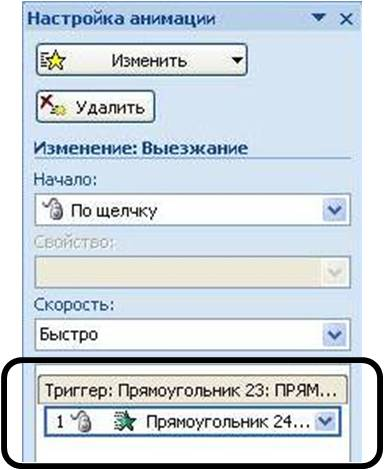 Настройка анимации
Изменить
Удалить
Изменение: Выезжание
Начало:
По щелчку
Свойство:
Скорость:
Быстро
Триггер: Прямоугольник 23: ПРЯМ...
1 Прямоугольник 24...